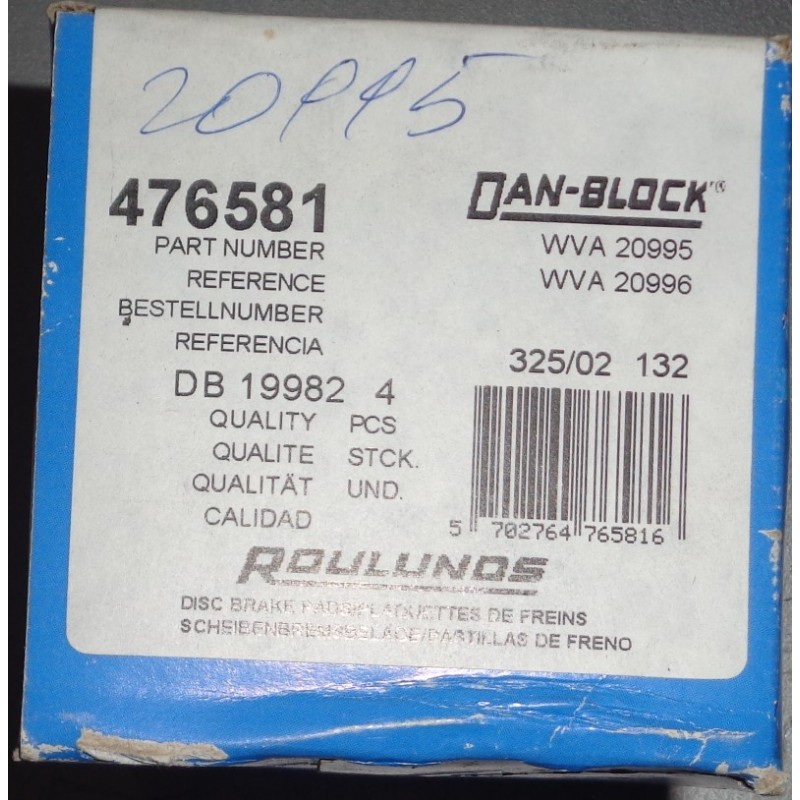 20995
476581
DAN-BLOCK®
PART NUMBER
WVA 20995
REFERENCE
WVA 20996
BESTELLNUMBER
REFERENCIA
325/02 132
DB 19982 4
QUALITY PCS
QUALITE STCK.
QUALITÄT UND.
CALIDAD
5 702764 765816
ROULUNDS
DISC BRAKE PADS/PLAQUETTES DE FREINS
SCHEIBENBREMSBELÄGE/PASTILLAS DE FRENO